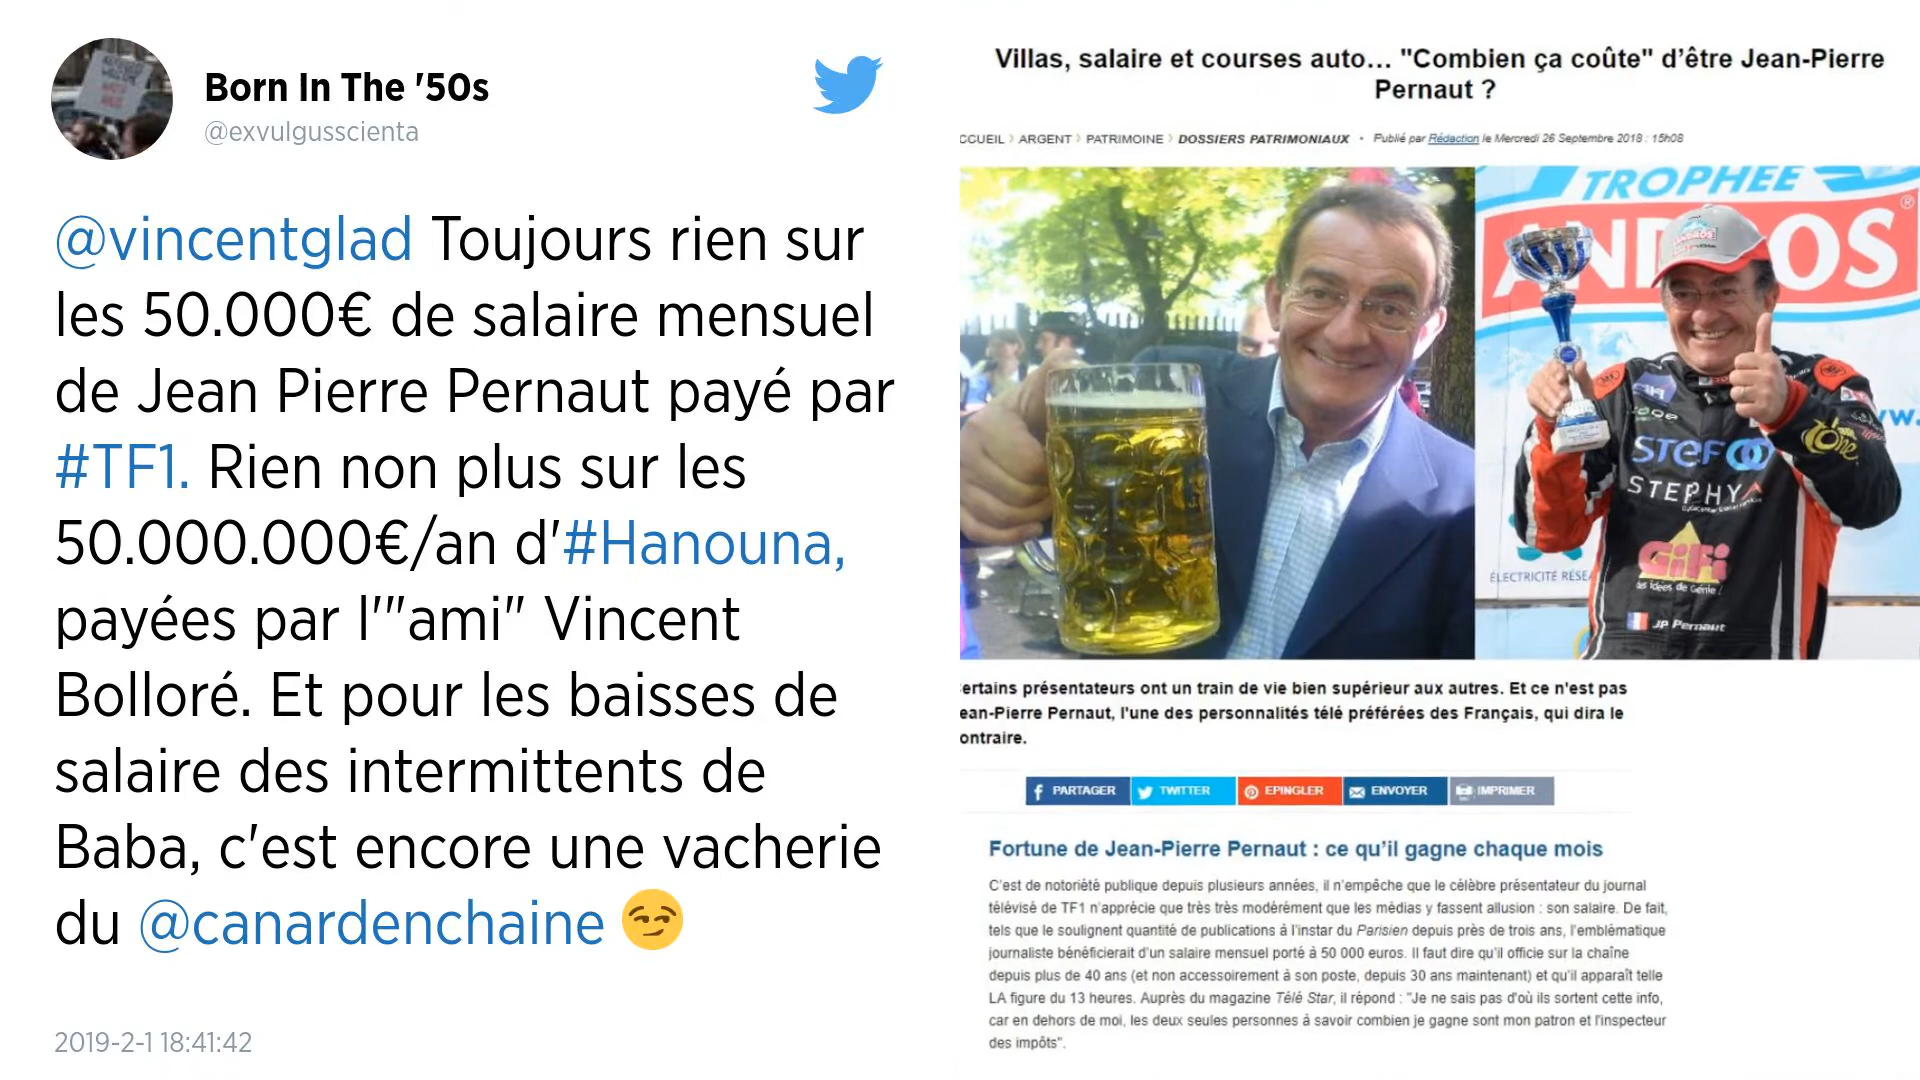 Born In The '50s
@exvulgusscienta
@vincentglad Toujours rien sur
les 50.000€ de salaire mensuel
de Jean Pierre Pernaut payé par
#TF1. Rien non plus sur les
50.000.000€/an d'#Hanouna,
payées par l'"ami" Vincent
Bolloré. Et pour les baisses de
salaire des intermittents de
Baba, c'est encore une vacherie
du @canardenchaine 😏
2019-2-1 18:41:42
Villas, salaire et courses auto... "Combien ça coûte" d’être Jean-Pierre
Pernaut ?
CCUEIL › ARGENT › PATRIMOINE › DOSSIERS PATRIMONIAUX • Publié par Rédaction le Mercredi 26 Septembre 2018 : 15h08
TROPHEE
ANDROS
STEF
STEPHY
GiFi
ÉLECTRICITÉ RÉSE
JP Pernaut
ertains présentateurs ont un train de vie bien supérieur aux autres. Et ce n'est pas
ean-Pierre Pernaut, l'une des personnalités télé préférées des Français, qui dira le
ontraire.
PARTAGER TWITTER EPINGLER ENVOYER IMPRIMER
Fortune de Jean-Pierre Pernaut : ce qu’il gagne chaque mois
C’est de notoriété publique depuis plusieurs années, il n’empêche que le célèbre présentateur du journal
télévisé de TF1 n’apprécie que très très modérément que les médias y fassent allusion : son salaire. De fait,
tels que le soulignent quantité de publications à l’instar du Parisien depuis près de trois ans, l’emblématique
journaliste bénéficierait d’un salaire mensuel porté à 50 000 euros. Il faut dire qu’il officie sur la chaîne
depuis plus de 40 ans (et non accessoirement à son poste, depuis 30 ans maintenant) et qu’il apparaît telle
LA figure du 13 heures. Auprès du magazine Télé Star, il répond : "Je ne sais pas d'où ils sortent cette info,
car en dehors de moi, les deux seules personnes à savoir combien je gagne sont mon patron et l'inspecteur
des impôts".